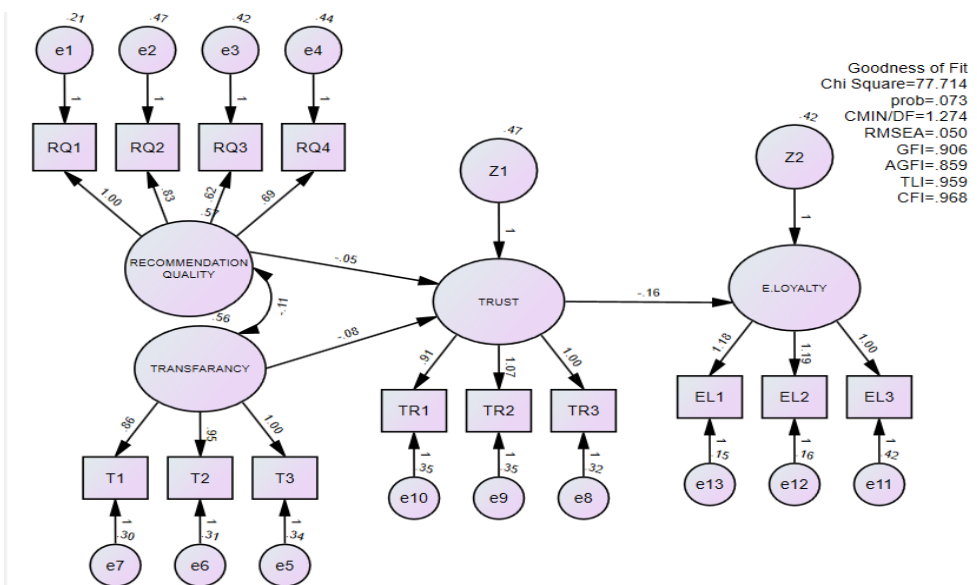 .21
.47
.42
.44
e1
e2
e3
e4
1
1
1
1
RQ1
RQ2
RQ3
RQ4
1.00
.83
.62
.69
.57
RECOMMENDATION
QUALITY
-.05
-.11
.56
TRANSFARANCY
-.08
.86
.95
1.00
T1
T2
T3
1
1
1
.30
.31
.34
e7
e6
e5
.47
Z1
1
TRUST
-.16
.91
1.07
1.00
TR1
TR2
TR3
1
1
1
.35
.35
.32
e10
e9
e8
.42
Z2
1
E.LOYALTY
1.18
1.19
1.00
EL1
EL2
EL3
1
1
1
.15
.16
.42
e13
e12
e11
Goodness of Fit
Chi Square=77.714
prob=.073
CMIN/DF=1.274
RMSEA=.050
GFI=.906
AGFI=.859
TLI=.959
CFI=.968